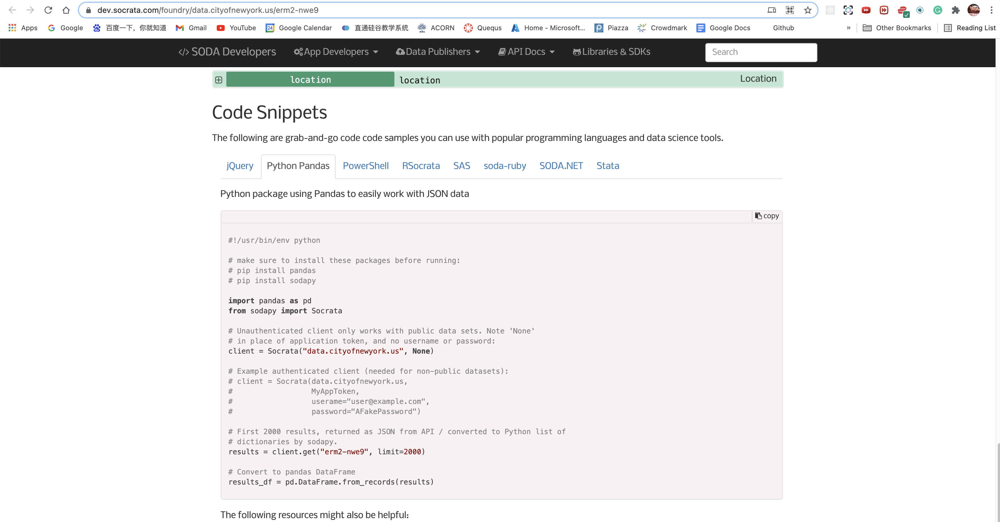 dev.socrata.com/foundry/data.cityofnewyork.us/erm2-nwe9
Apps Google 百度一下，你就知道 Gmail YouTube 24 Google Calendar 直通硅谷教学系统 ACORN Quequs Home - Microsoft... Piazza Crowdmark Google Docs Github » Other Bookmarks Reading List
</> SODA Developers App Developers Data Publishers API Docs Libraries & SDKs Search
location location Location
Code Snippets
The following are grab-and-go code code samples you can use with popular programming languages and data science tools.
jQuery Python Pandas PowerShell RSocrata SAS soda-ruby SODA.NET Stata
Python package using Pandas to easily work with JSON data
copy
#!/usr/bin/env python
# make sure to install these packages before running:
# pip install pandas
# pip install sodapy
import pandas as pd
from sodapy import Socrata
# Unauthenticated client only works with public data sets. Note 'None'
# in place of application token, and no username or password:
client = Socrata("data.cityofnewyork.us", None)
# Example authenticated client (needed for non-public datasets):
# client = Socrata(data.cityofnewyork.us,
#                  MyAppToken,
#                  userame="user@example.com",
#                  password="AFakePassword")
# First 2000 results, returned as JSON from API / converted to Python list of
# dictionaries by sodapy.
results = client.get("erm2-nwe9", limit=2000)
# Convert to pandas DataFrame
results_df = pd.DataFrame.from_records(results)
The following resources might also be helpful: